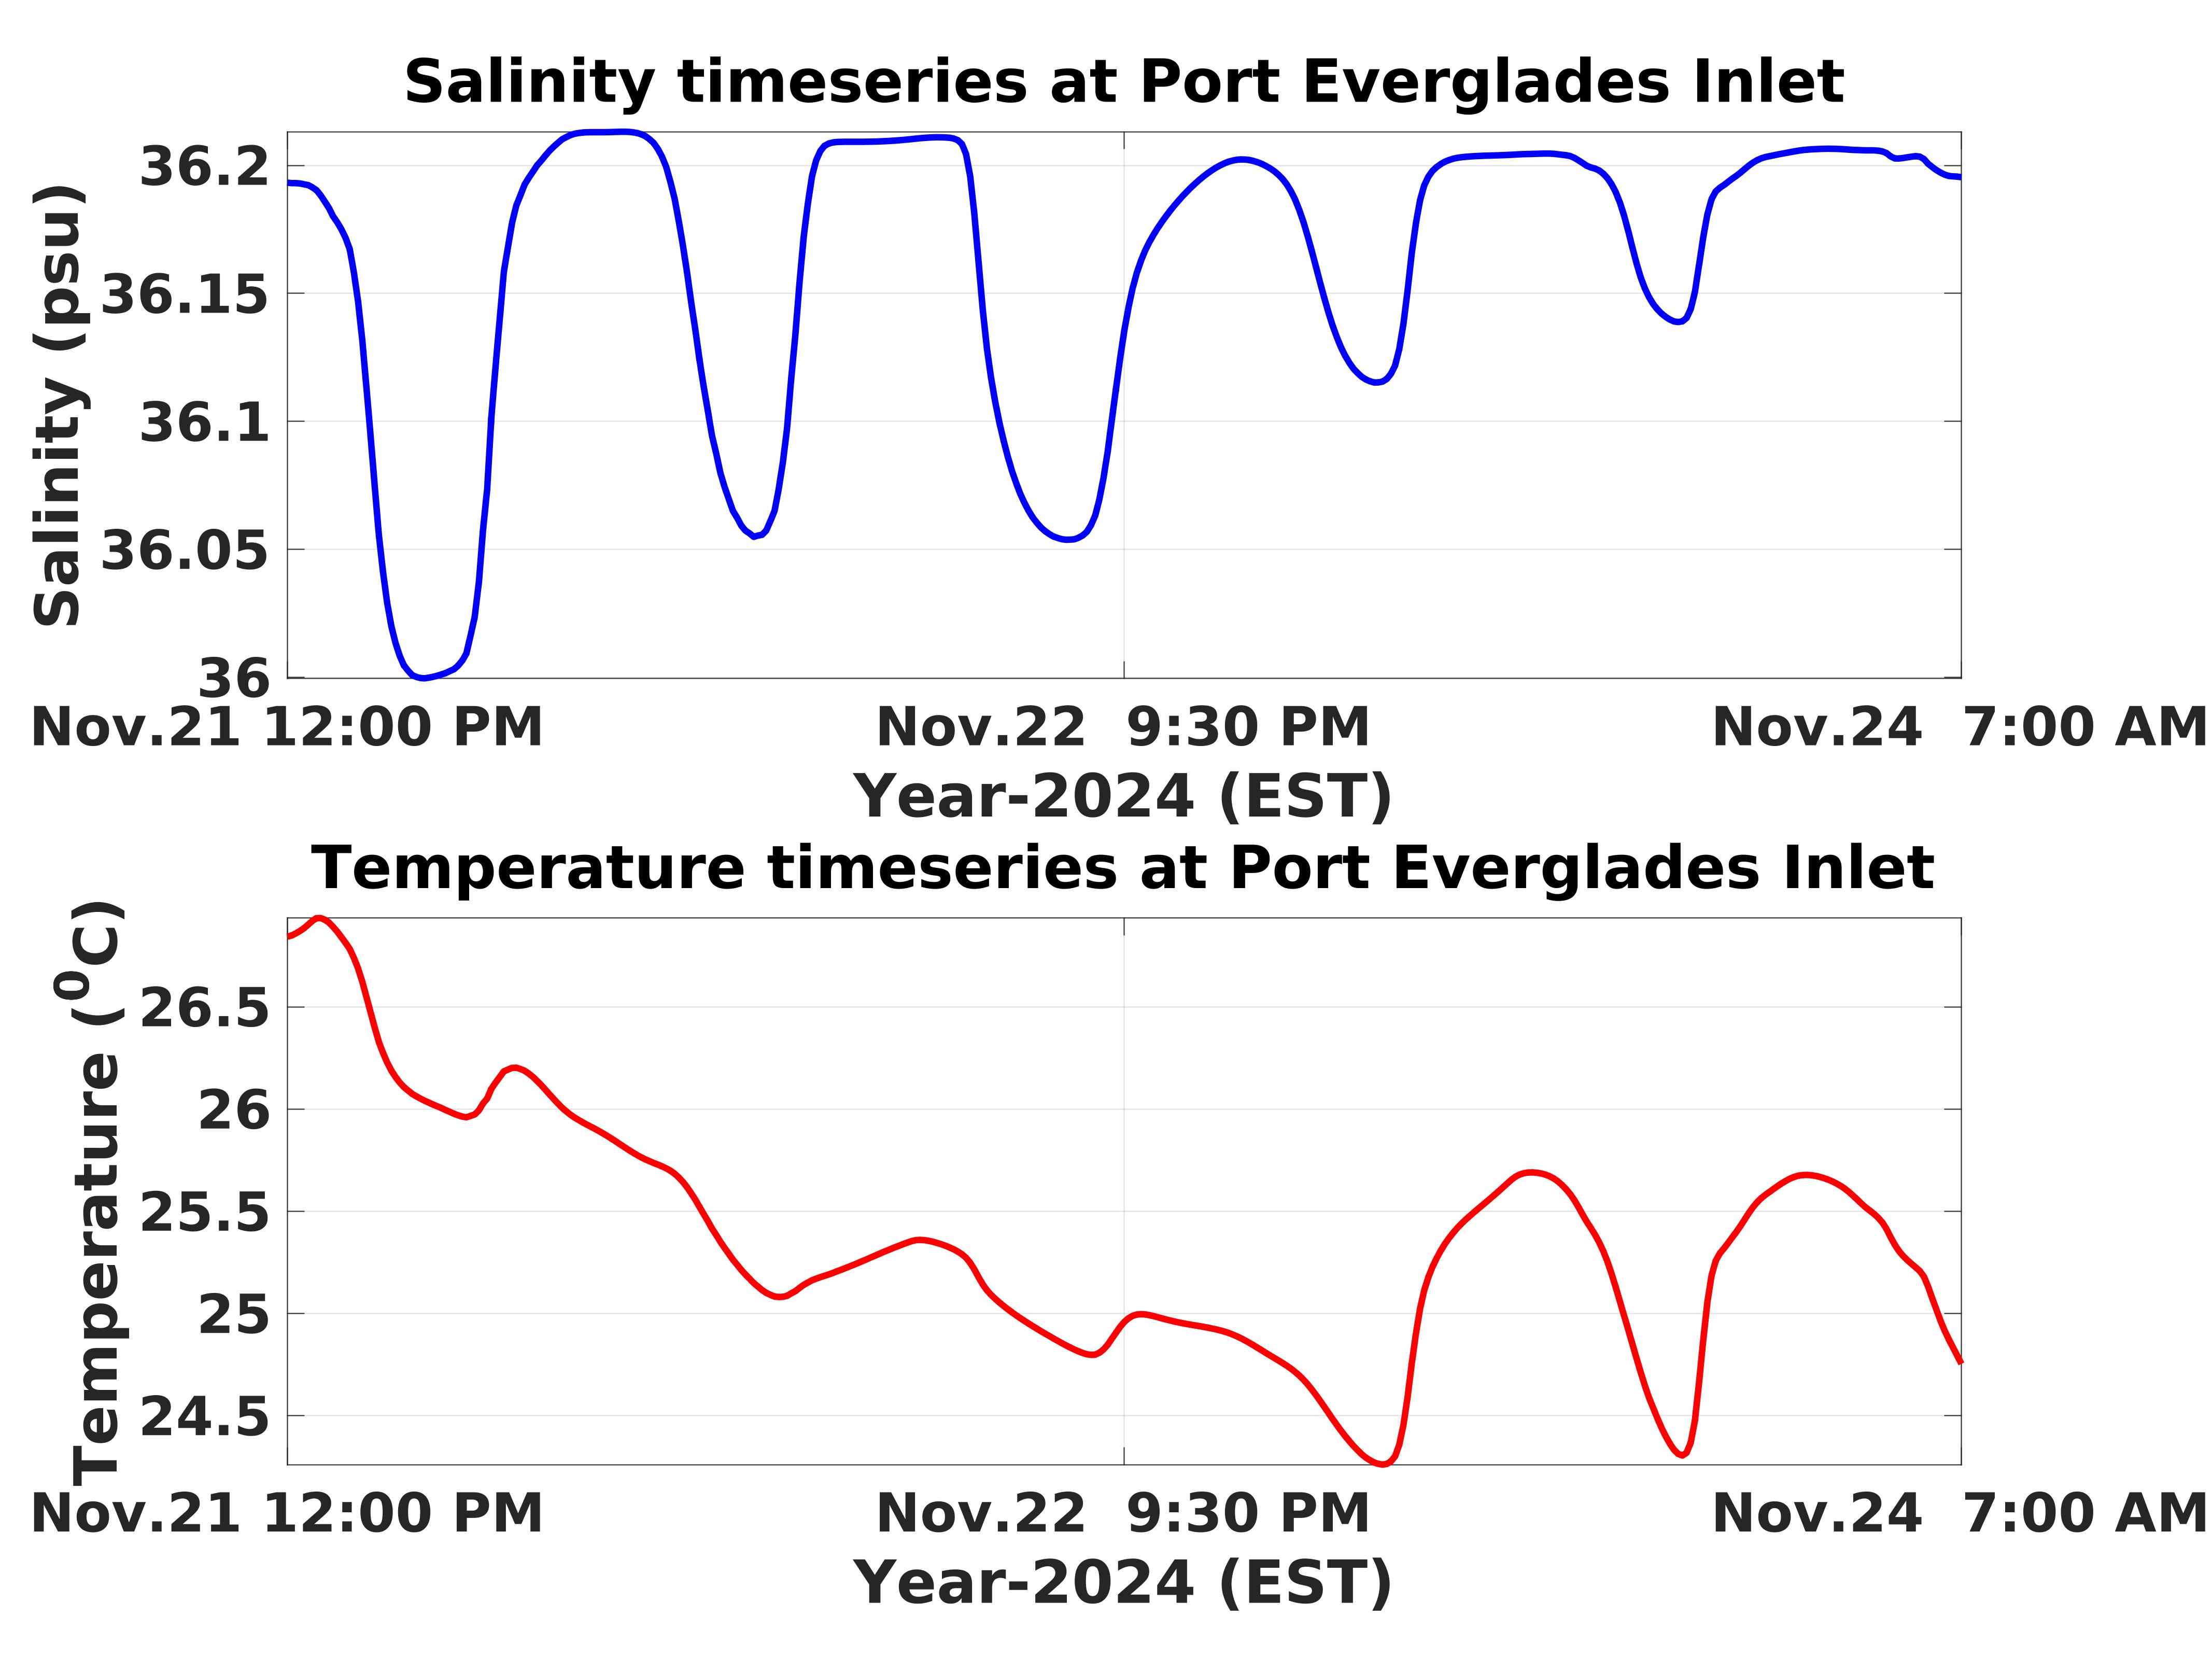 Salinity timeseries at Port Everglades Inlet
Salinity (psu)
36.2
36.15
36.1
36.05
36
Nov.21 12:00 PM Nov.22 9:30 PM Nov.24 7:00 AM
Year-2024 (EST)
Temperature timeseries at Port Everglades Inlet
Temperature (⁰C)
26.5
26
25.5
25
24.5
Nov.21 12:00 PM Nov.22 9:30 PM Nov.24 7:00 AM
Year-2024 (EST)